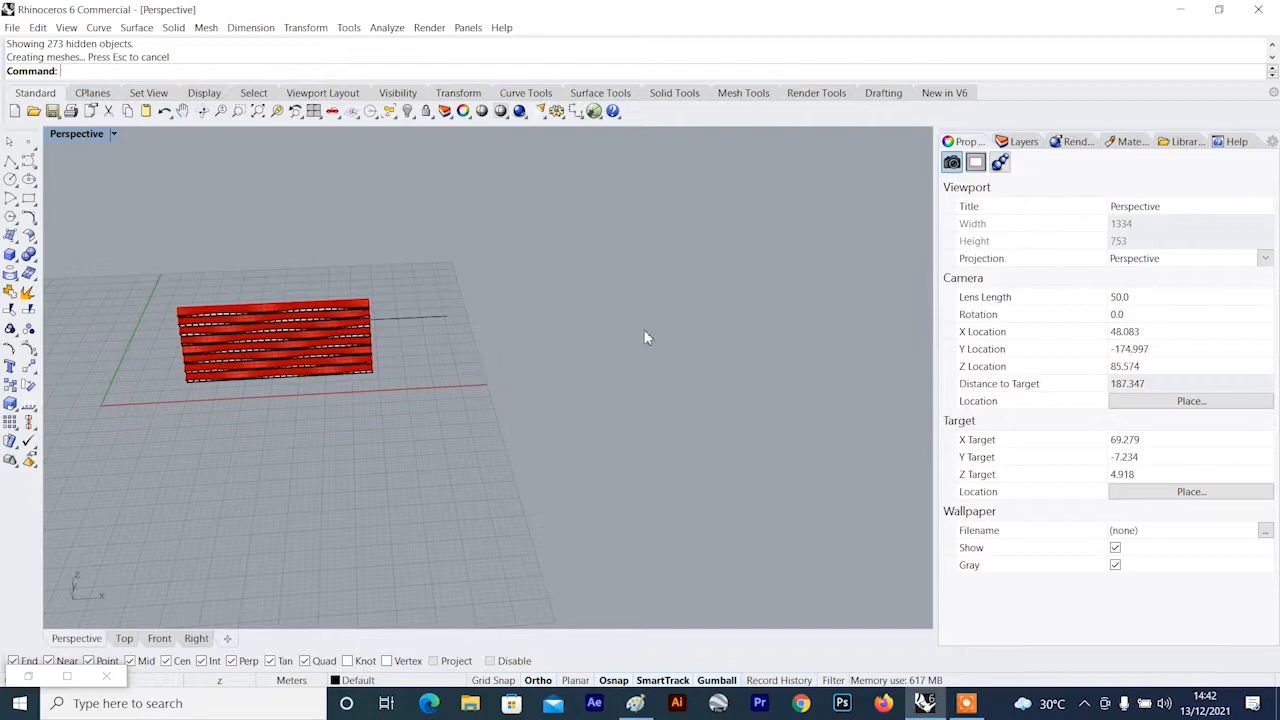 Rhinoceros 6 Commercial - [Perspective]
File Edit View Curve Surface Solid Mesh Dimension Transform Tools Analyze Render Panels Help
Showing 273 hidden objects.
Creating meshes... Press Esc to cancel
Command:
Standard CPlanes Set View Display Select Viewport Layout Visibility Transform Curve Tools Surface Tools Solid Tools Mesh Tools Render Tools Drafting New in V6
Perspective
Prop... Layers Rend... Mate... Librar... Help
Viewport
Title Perspective
Width 1334
Height 753
Projection Perspective
Camera
Lens Length 50.0
Rotation 0.0
X Location 48.083
Y Location -174.997
Z Location 85.574
Distance to Target 187.347
Location Place...
Target
X Target 69.279
Y Target -7.234
Z Target 4.918
Location Place...
Wallpaper
Filename (none) ...
Show
Gray
z
x
Perspective Top Front Right
End Near Point Mid Cen Int Perp Tan Quad Knot Vertex Project Disable
z Meters Default Grid Snap Ortho Planar Osnap SmartTrack Gumball Record History Filter Memory use: 617 MB
Type here to search
Ae Ai Pr Ps 6 30°C 14:42
13/12/2021